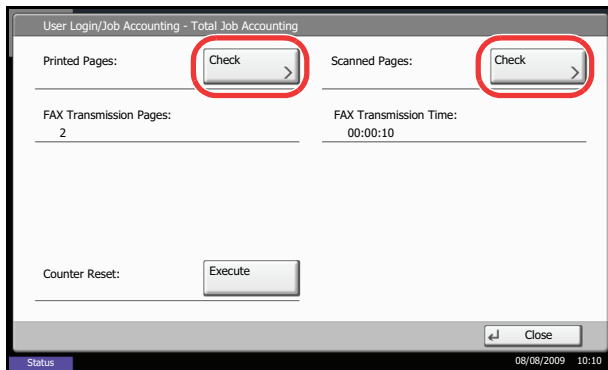 User Login/Job Accounting - Total Job Accounting
Printed Pages: Check Scanned Pages: Check
FAX Transmission Pages: FAX Transmission Time:
2 00:00:10
Counter Reset: Execute
Close
Status 08/08/2009 10:10